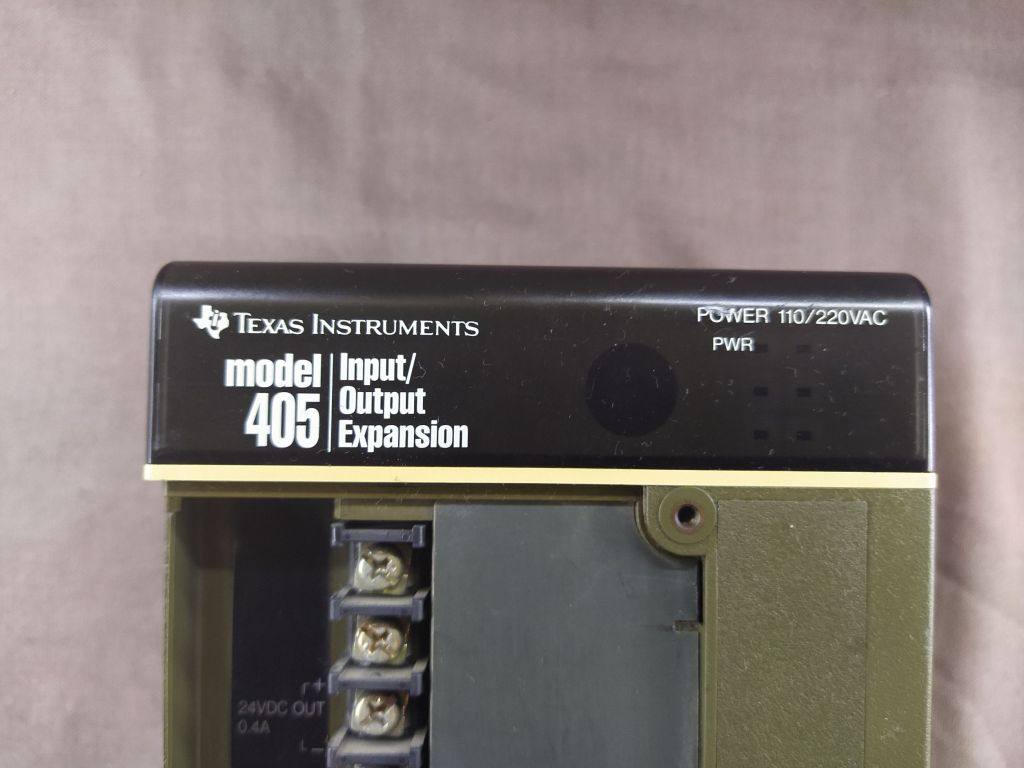 TEXAS INSTRUMENTS
POWER 110/220VAC
PWR
model
405
Input/
Output
Expansion
+
24VDC OUT
0.4A
–